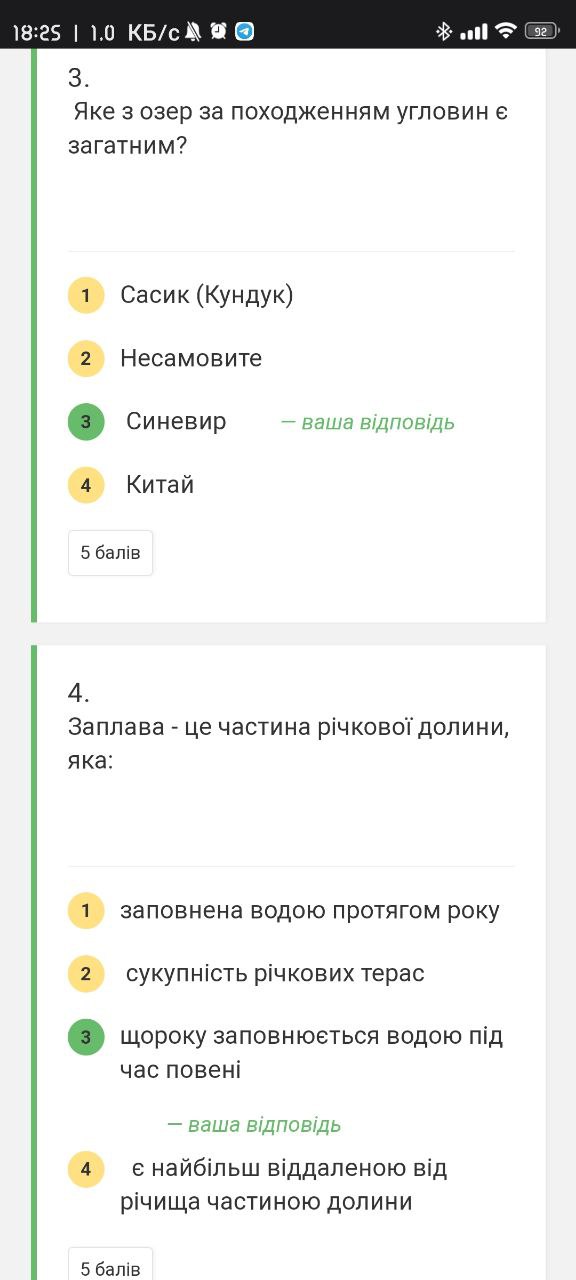 18:25 | 1.0 КБ/с
92
3.
Яке з озер за походженням угловин є
загатним?
1 Сасик (Кундук)
2 Несамовите
3 Синевир – ваша відповідь
4 Китай
5 балів
4.
Заплава - це частина річкової долини,
яка:
1 заповнена водою протягом року
2 сукупність річкових терас
3 щороку заповнюється водою під
час повені
– ваша відповідь
4 є найбільш віддаленою від
річища частиною долини
5 балів